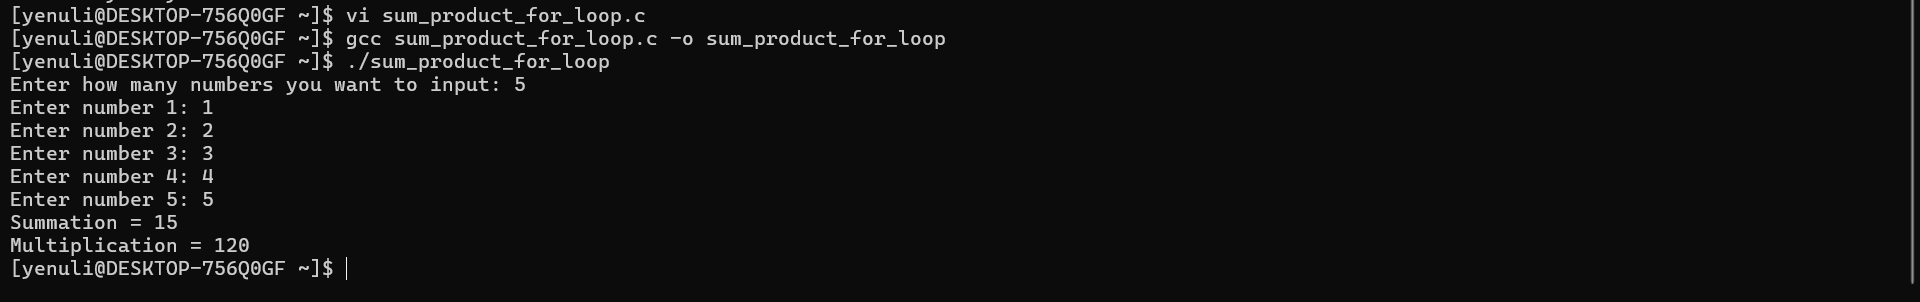 [yenuli@DESKTOP-756Q0GF ~]$ vi sum_product_for_loop.c
[yenuli@DESKTOP-756Q0GF ~]$ gcc sum_product_for_loop.c -o sum_product_for_loop
[yenuli@DESKTOP-756Q0GF ~]$ ./sum_product_for_loop
Enter how many numbers you want to input: 5
Enter number 1: 1
Enter number 2: 2
Enter number 3: 3
Enter number 4: 4
Enter number 5: 5
Summation = 15
Multiplication = 120
[yenuli@DESKTOP-756Q0GF ~]$